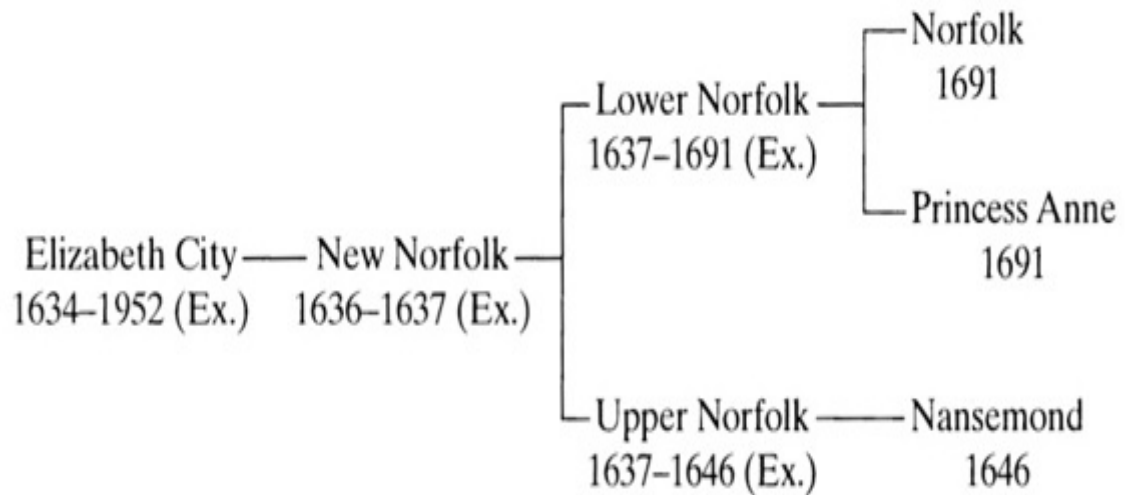 Norfolk
1691
Lower Norfolk
1637–1691 (Ex.)
Princess Anne
1691
Elizabeth City
1634–1952 (Ex.)
New Norfolk
1636–1637 (Ex.)
Upper Norfolk
1637–1646 (Ex.)
Nansemond
1646